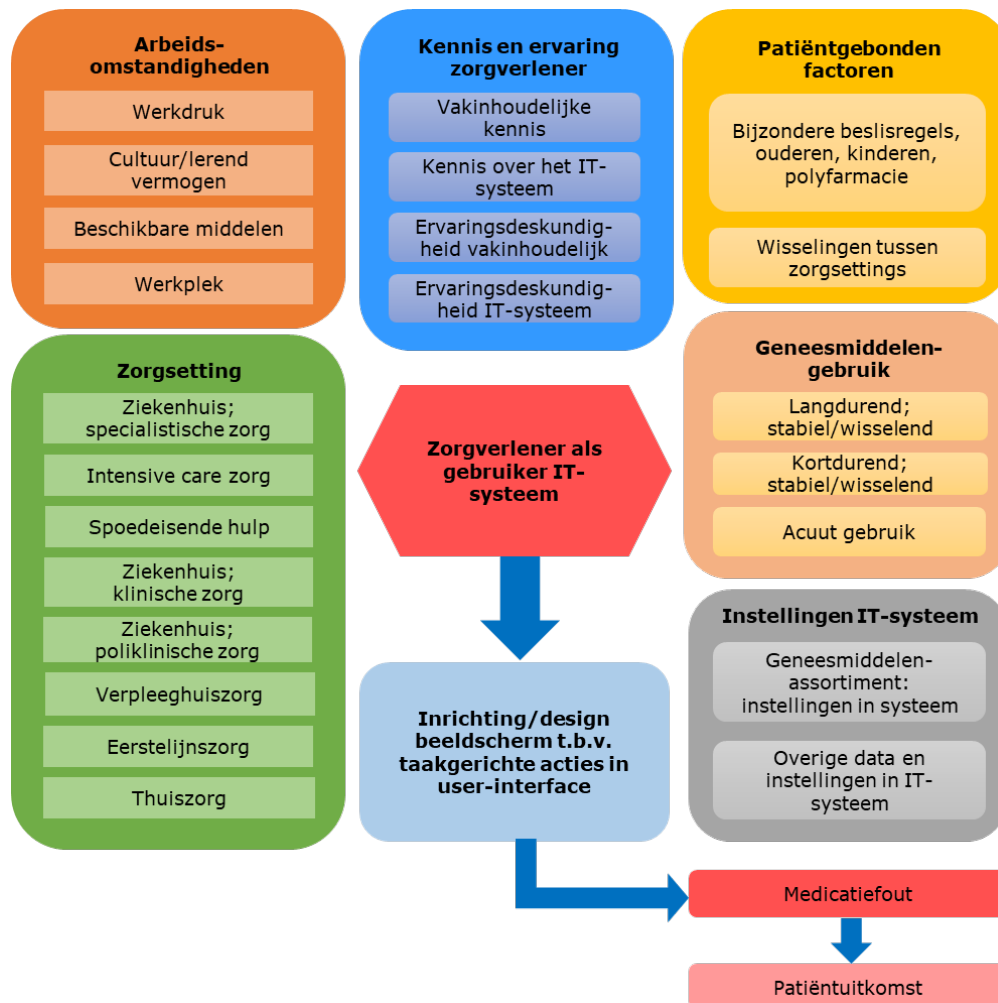 Arbeids-
omstandigheden
Werkdruk
Cultuur/lerend
vermogen
Beschikbare middelen
Werkplek
Kennis en ervaring
zorgverlener
Vakinhoudelijke
kennis
Kennis over het IT-
systeem
Ervaringsdeskundig-
heid vakinhoudelijk
Ervaringsdeskundig-
heid IT-systeem
Patiëntgebonden
factoren
Bijzondere beslisregels,
ouderen, kinderen,
polyfarmacie
Wisselingen tussen
zorgsettings
Zorgsetting
Ziekenhuis;
specialistische zorg
Intensive care zorg
Spoedeisende hulp
Ziekenhuis;
klinische zorg
Ziekenhuis;
poliklinische zorg
Verpleeghuiszorg
Eerstelijnszorg
Thuiszorg
Zorgverlener als
gebruiker IT-
systeem
Inrichting/design
beeldscherm t.b.v.
taakgerichte acties in
user-interface
Geneesmiddelen-
gebruik
Langdurend;
stabiel/wisselend
Kortdurend;
stabiel/wisselend
Acuut gebruik
Instellingen IT-systeem
Geneesmiddelen-
assortiment:
instellingen in systeem
Overige data en
instellingen in IT-
systeem
Medicatiefout
Patiëntuitkomst